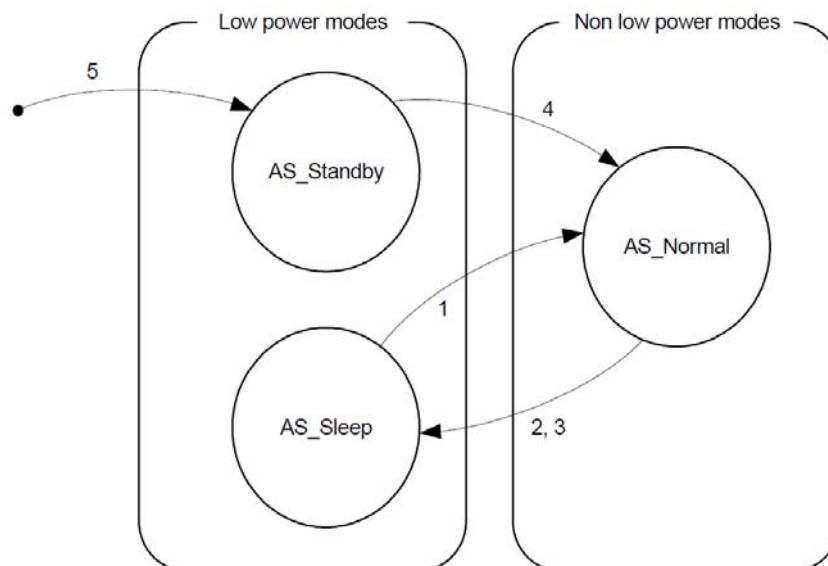 Low power modes
Non low power modes
5
4
AS_Standby
AS_Normal
1
AS_Sleep
2, 3